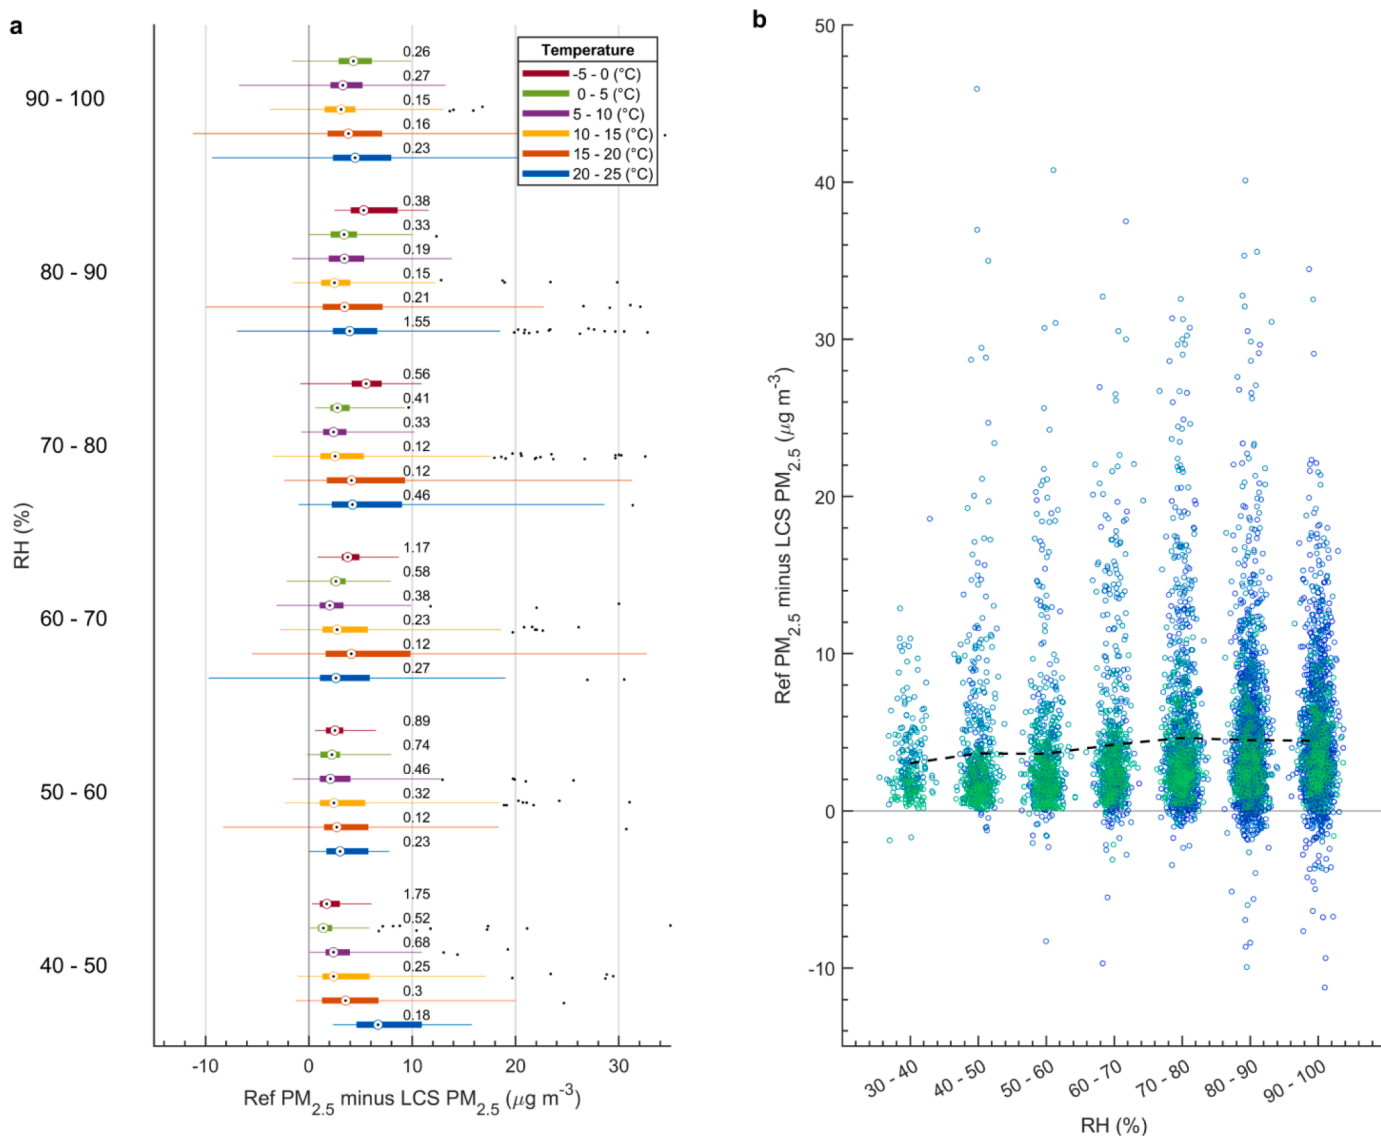 a
RH (%)
90 - 100
80 - 90
70 - 80
60 - 70
50 - 60
40 - 50
0.26
0.27
0.15
0.16
0.23
0.38
0.33
0.19
0.15
0.21
1.55
0.56
0.41
0.33
0.12
0.12
0.46
1.17
0.58
0.38
0.23
0.12
0.27
0.89
0.74
0.46
0.32
0.12
0.23
1.75
0.52
0.68
0.25
0.3
0.18
Temperature
-5 - 0 (°C)
0 - 5 (°C)
5 - 10 (°C)
10 - 15 (°C)
15 - 20 (°C)
20 - 25 (°C)
-10 0 10 20 30
Ref PM2.5 minus LCS PM2.5 (μg m-3)
b
Ref PM2.5 minus LCS PM2.5 (μg m-3)
50
40
30
20
10
0
-10
30 - 40 40 - 50 50 - 60 60 - 70 70 - 80 80 - 90 90 - 100
RH (%)